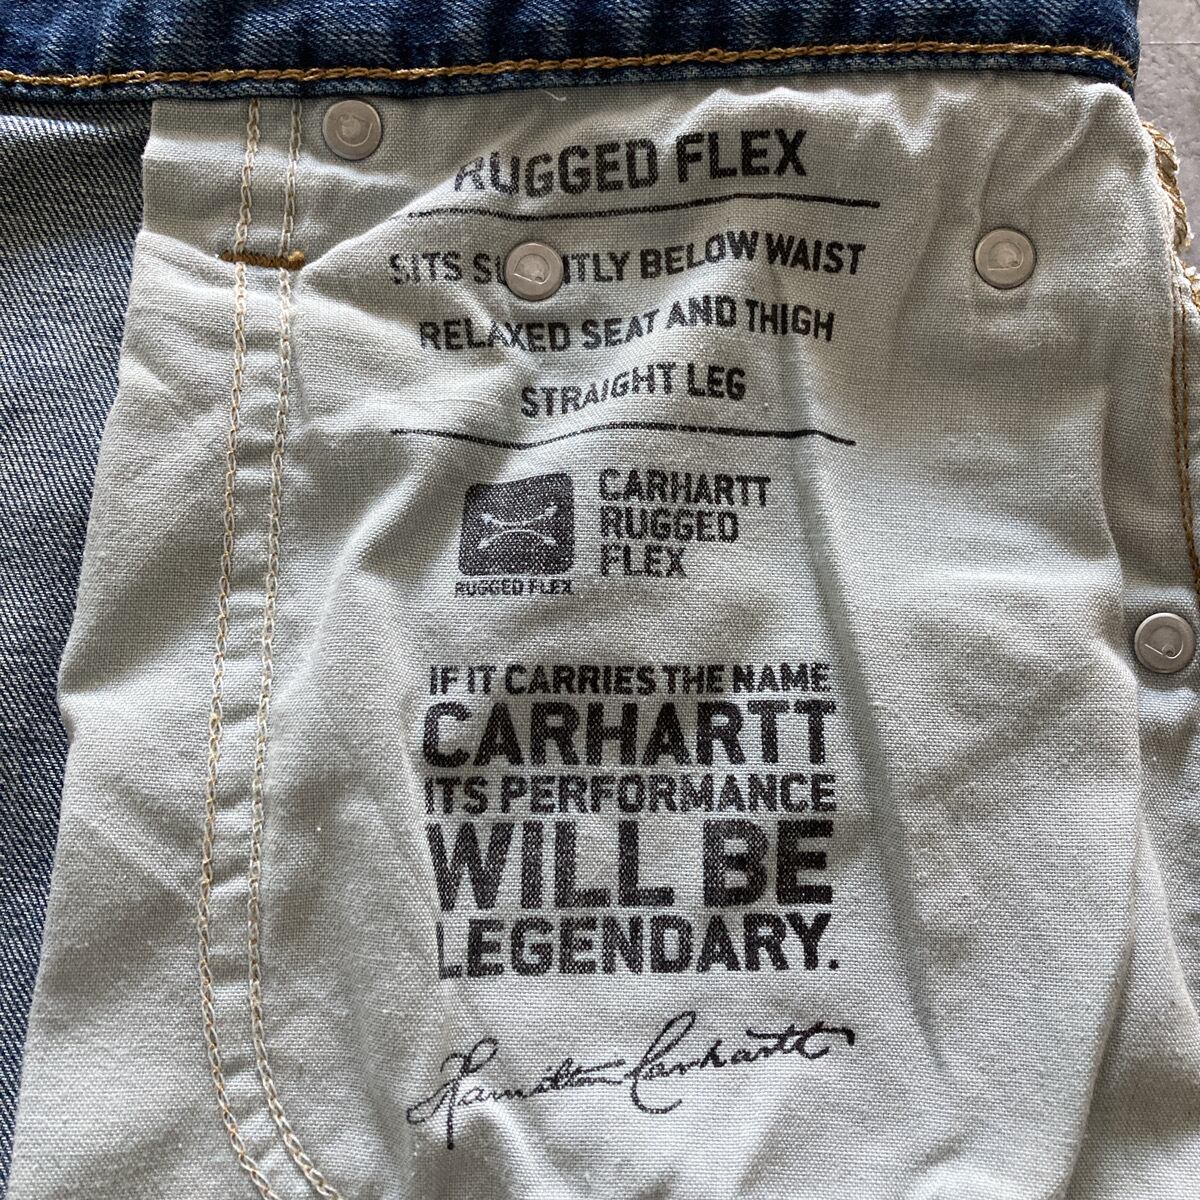 RUGGED FLEX
SITS SLIGHTLY BELOW WAIST
RELAXED SEAT AND THIGH
STRAIGHT LEG
CARHARTT
RUGGED
FLEX
RUGGED FLEX
IF IT CARRIES THE NAME
CARHARTT
ITS PERFORMANCE
WILL BE
LEGENDARY.
Hamilton Carhartt